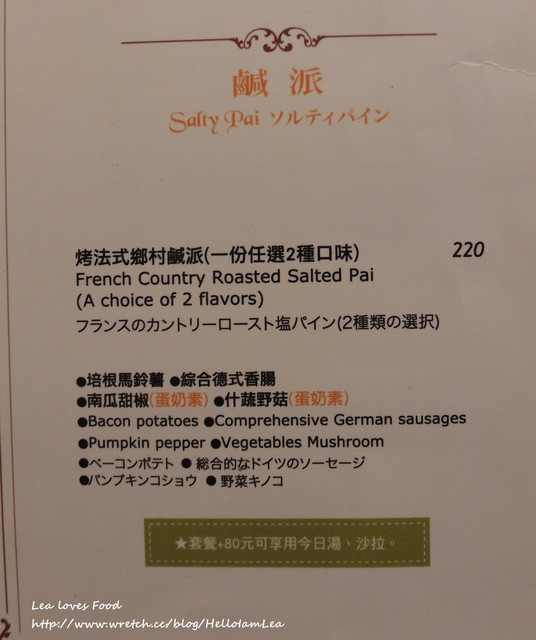 鹹派
Salty Pai ソルティパイン
烤法式鄉村鹹派(一份任選2種口味) 220
French Country Roasted Salted Pai
(A choice of 2 flavors)
フランスのカントリーロースト塩パイン(2種類の選択)
●培根馬鈴薯 ●綜合德式香腸
●南瓜甜椒(蛋奶素) ●什蔬野菇(蛋奶素)
●Bacon potatoes ●Comprehensive German sausages
●Pumpkin pepper ●Vegetables Mushroom
●ベーコンポテト ● 総合的なドイツのソーセージ
●パンプキンコショウ ● 野菜キノコ
★套餐+80元可享用今日湯、沙拉。
Lea loves Food
http://www.wretch.cc/blog/HelloIamLea